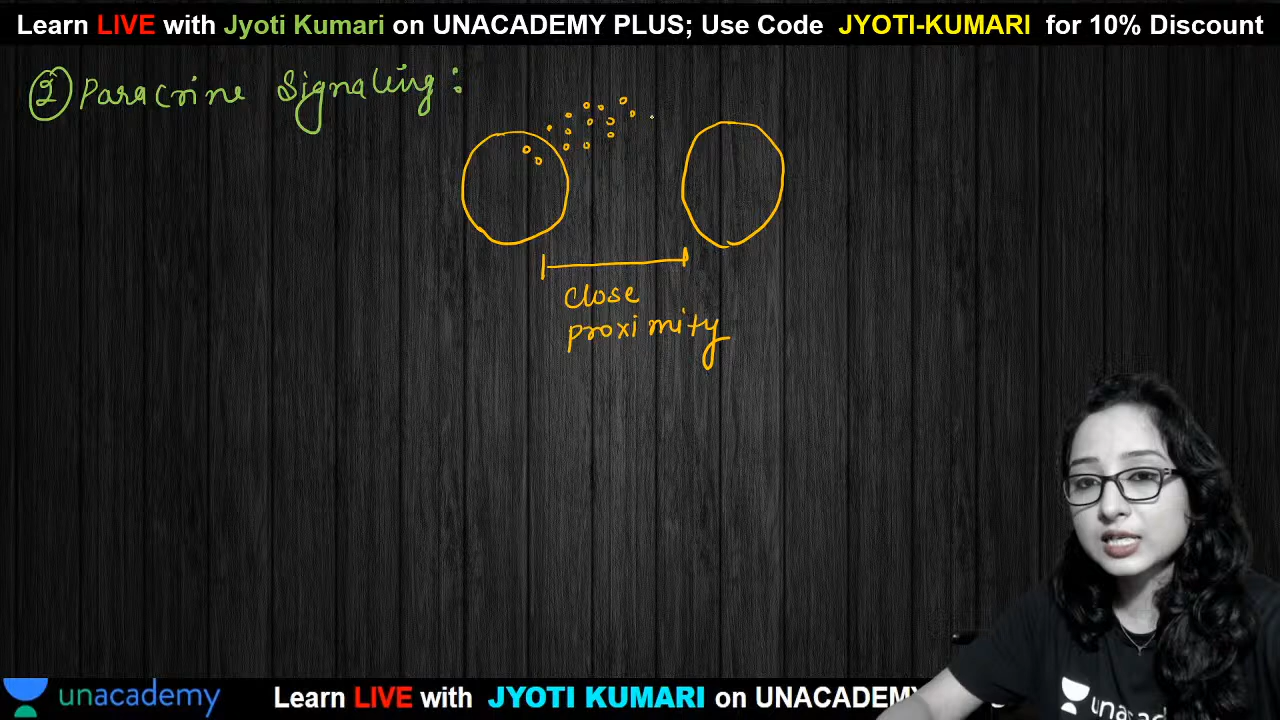 Learn LIVE with Jyoti Kumari on UNACADEMY PLUS; Use Code JYOTI-KUMARI for 10% Discount
2 Paracrine Signaling:
Close
proximity
unacademy
Learn LIVE with JYOTI KUMARI on UNACADEMY